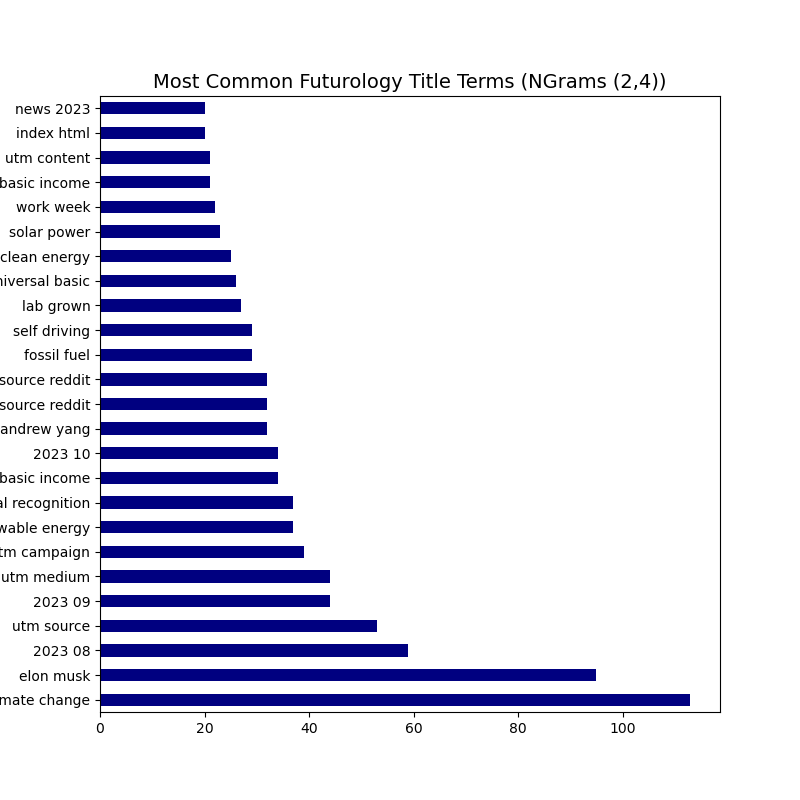 Most Common Futurology Title Terms (NGrams (2,4))
news 2023
index html
utm content
basic income
work week
solar power
clean energy
niversal basic
lab grown
self driving
fossil fuel
source reddit
source reddit
andrew yang
2023 10
basic income
al recognition
wable energy
tm campaign
utm medium
2023 09
utm source
2023 08
elon musk
mate change
0 20 40 60 80 100